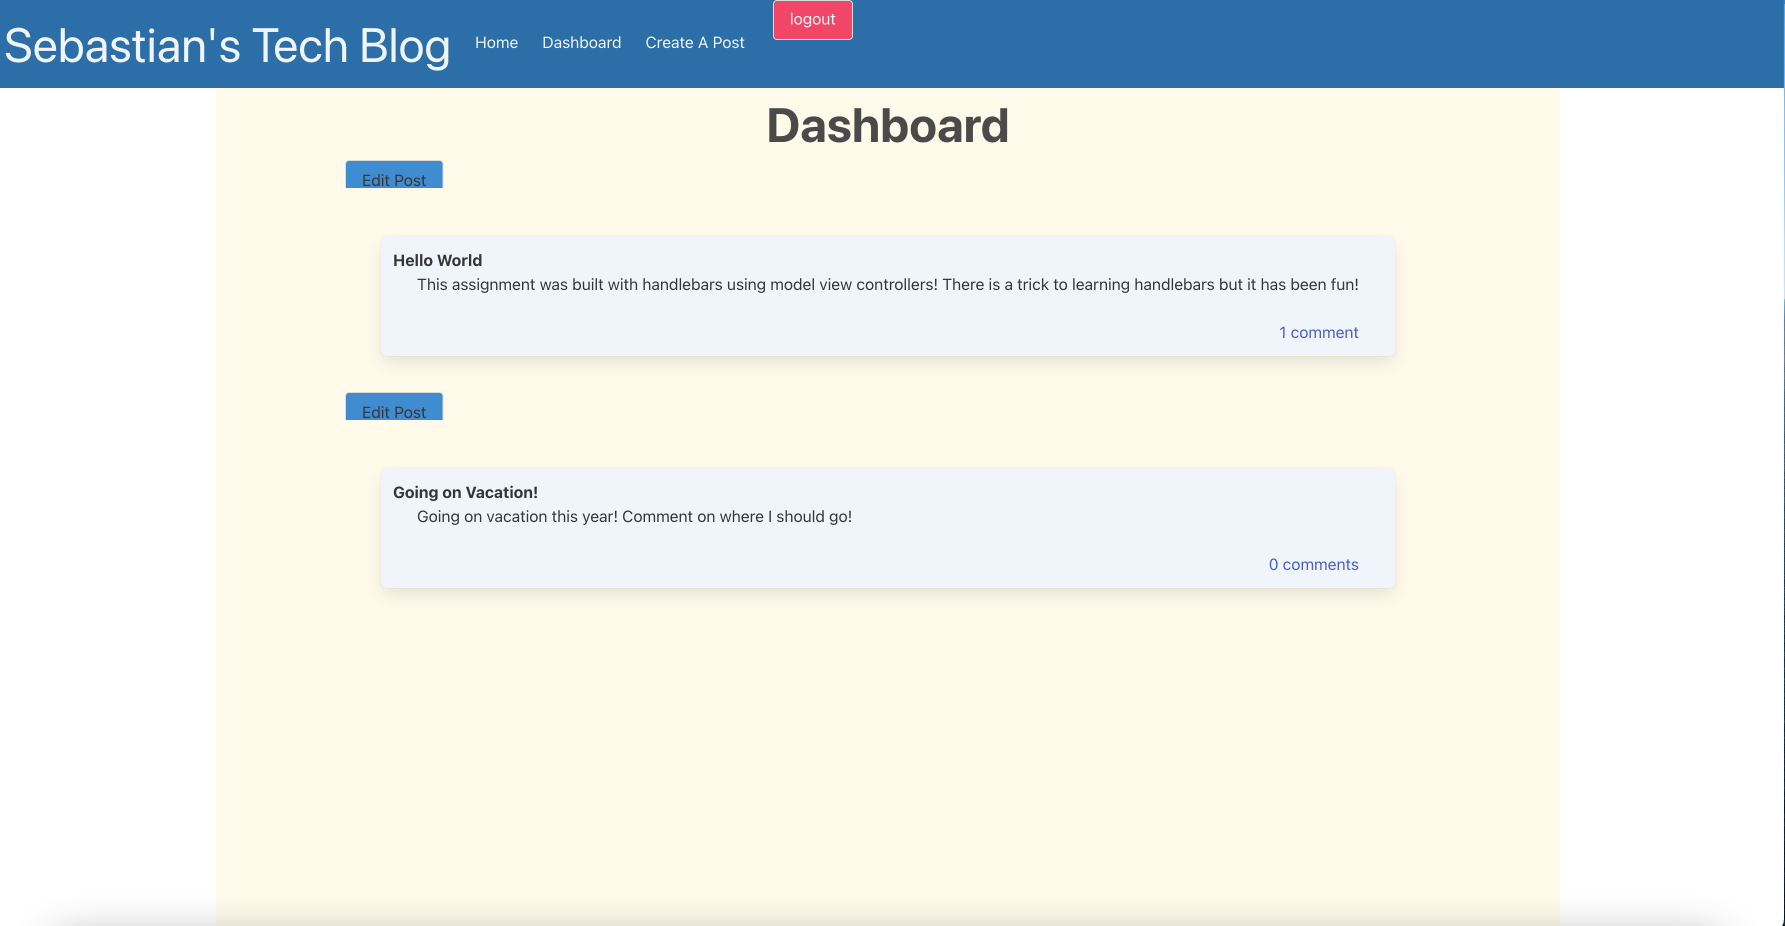 Sebastian's Tech Blog
Home
Dashboard
Create A Post
logout
Dashboard
Edit Post
Hello World
This assignment was built with handlebars using model view controllers! There is a trick to learning handlebars but it has been fun!
1 comment
Edit Post
Going on Vacation!
Going on vacation this year! Comment on where I should go!
0 comments